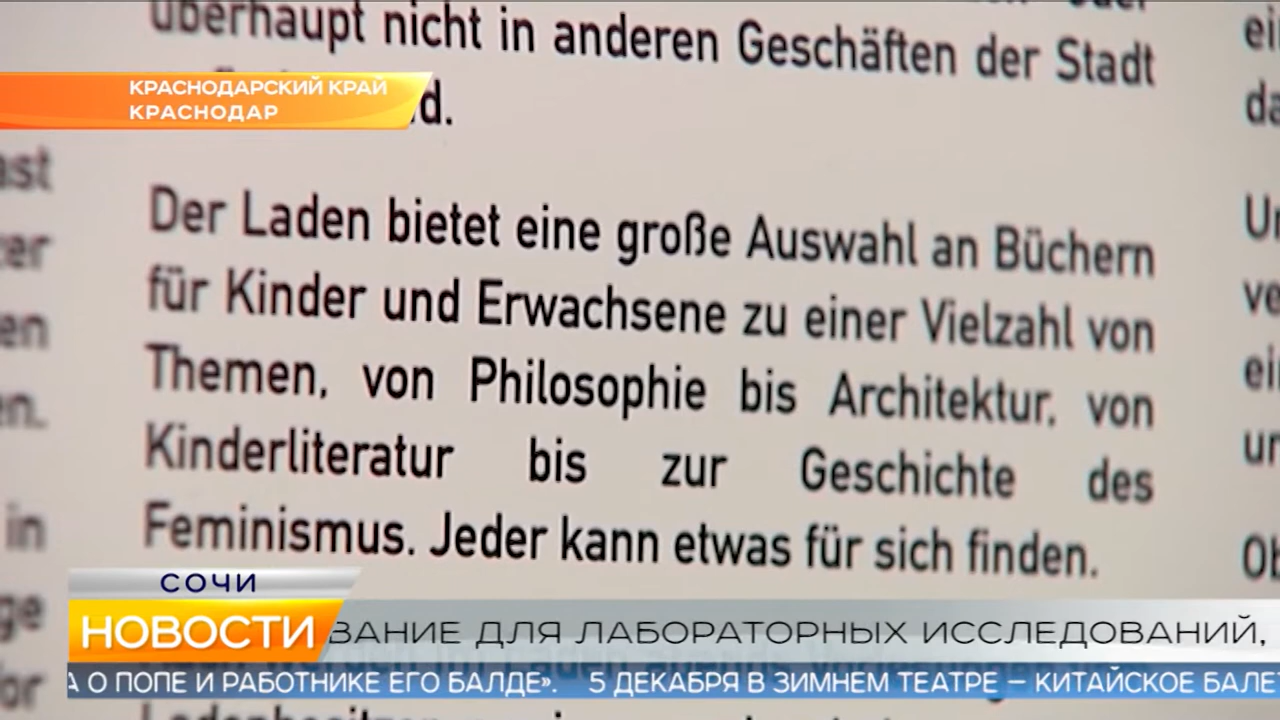 überhaupt nicht in anderen Geschäften der Stadt
КРАСНОДАРСКИЙ КРАЙ
КРАСНОДАР
d.
Der Laden bietet eine große Auswahl an Büchern
für Kinder und Erwachsene zu einer Vielzahl von
Themen, von Philosophie bis Architektur, von
Kinderliteratur bis zur Geschichte des
Feminismus. Jeder kann etwas für sich finden.
СОЧИ
НОВОСТИ
ВАНИЕ ДЛЯ ЛАБОРАТОРНЫХ ИССЛЕДОВАНИЙ,
А О ПОПЕ И РАБОТНИКЕ ЕГО БАЛДЕ». 5 ДЕКАБРЯ В ЗИМНЕМ ТЕАТРЕ – КИТАЙСКОЕ БАЛЕТ